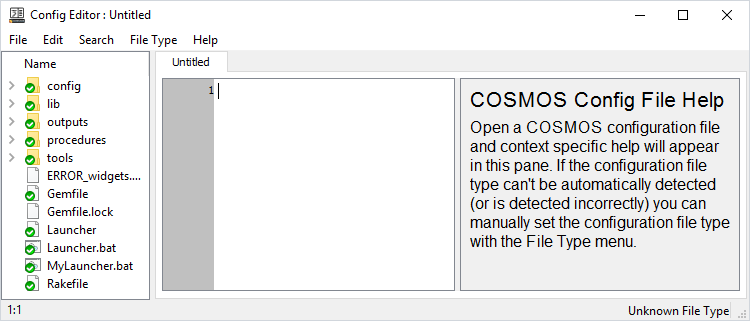 Config Editor : Untitled
File Edit Search File Type Help
Name
config
lib
outputs
procedures
tools
ERROR_widgets....
Gemfile
Gemfile.lock
Launcher
Launcher.bat
MyLauncher.bat
Rakefile
Untitled
1
COSMOS Config File Help
Open a COSMOS configuration file
and context specific help will appear
in this pane. If the configuration file
type can't be automatically detected
(or is detected incorrectly) you can
manually set the configuration file type
with the File Type menu.
1:1
Unknown File Type